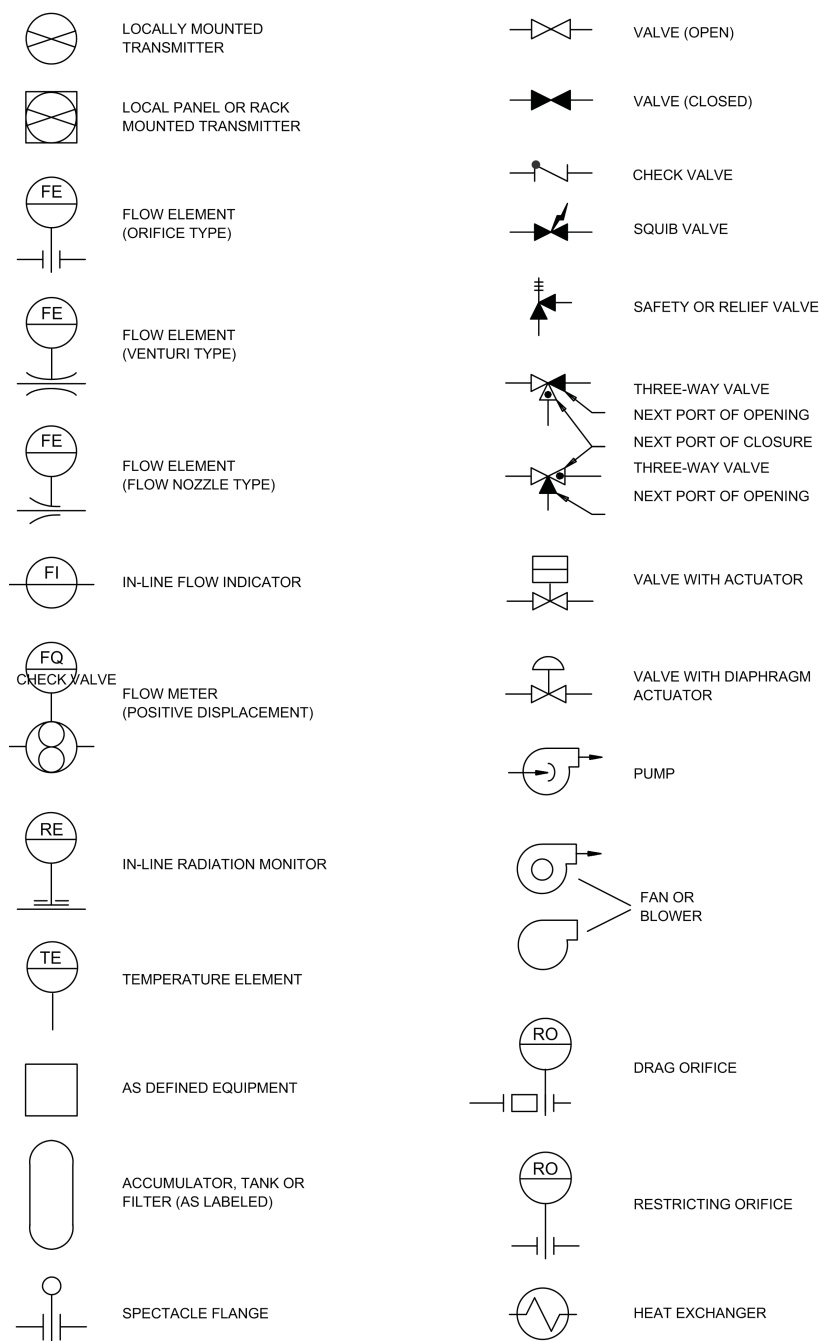 LOCALLY MOUNTED
TRANSMITTER
LOCAL PANEL OR RACK
MOUNTED TRANSMITTER
FE
FLOW ELEMENT
(ORIFICE TYPE)
FE
FLOW ELEMENT
(VENTURI TYPE)
FE
FLOW ELEMENT
(FLOW NOZZLE TYPE)
FI
IN-LINE FLOW INDICATOR
FQ
CHECK VALVE
FLOW METER
(POSITIVE DISPLACEMENT)
RE
IN-LINE RADIATION MONITOR
TE
TEMPERATURE ELEMENT
AS DEFINED EQUIPMENT
ACCUMULATOR, TANK OR
FILTER (AS LABELED)
SPECTACLE FLANGE
VALVE (OPEN)
VALVE (CLOSED)
CHECK VALVE
SQUIB VALVE
SAFETY OR RELIEF VALVE
THREE-WAY VALVE
NEXT PORT OF OPENING
NEXT PORT OF CLOSURE
THREE-WAY VALVE
NEXT PORT OF OPENING
VALVE WITH ACTUATOR
VALVE WITH DIAPHRAGM
ACTUATOR
PUMP
FAN OR
BLOWER
RO
DRAG ORIFICE
RO
RESTRICTING ORIFICE
HEAT EXCHANGER